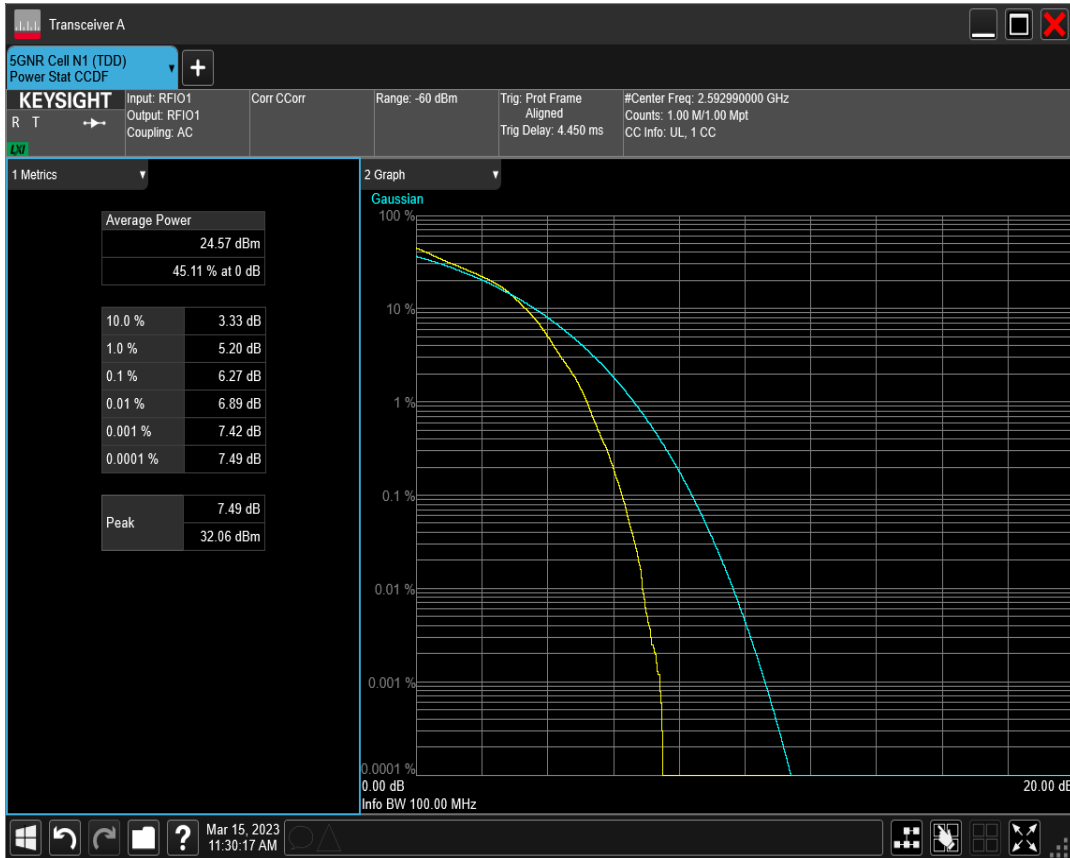 Transceiver A
5GNR Cell N1 (TDD)
Power Stat CCDF
+
KEYSIGHT
R T
LXI
Input: RFIO1
Output: RFIO1
Coupling: AC
Corr CCorr
Range: -60 dBm
Trig: Prot Frame
Aligned
Trig Delay: 4.450 ms
#Center Freq: 2.592990000 GHz
Counts: 1.00 M/1.00 Mpt
CC Info: UL, 1 CC
1 Metrics
Average Power
24.57 dBm
45.11 % at 0 dB
10.0 % 3.33 dB
1.0 % 5.20 dB
0.1 % 6.27 dB
0.01 % 6.89 dB
0.001 % 7.42 dB
0.0001 % 7.49 dB
Peak 7.49 dB
32.06 dBm
2 Graph
Gaussian
100 %
10 %
1 %
0.1 %
0.01 %
0.001 %
0.0001 %
0.00 dB 20.00 dB
Info BW 100.00 MHz
?
Mar 15, 2023
11:30:17 AM